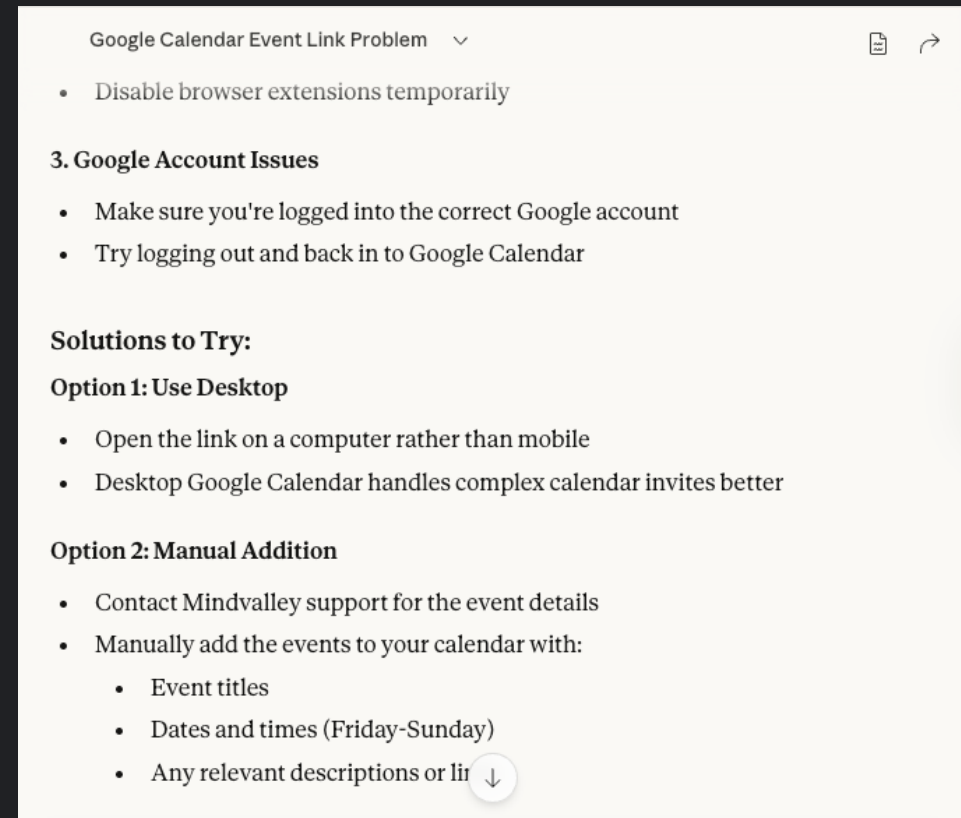 Google Calendar Event Link Problem
Disable browser extensions temporarily
3. Google Account Issues
Make sure you're logged into the correct Google account
Try logging out and back in to Google Calendar
Solutions to Try:
Option 1: Use Desktop
Open the link on a computer rather than mobile
Desktop Google Calendar handles complex calendar invites better
Option 2: Manual Addition
Contact Mindvalley support for the event details
Manually add the events to your calendar with:
Event titles
Dates and times (Friday-Sunday)
Any relevant descriptions or